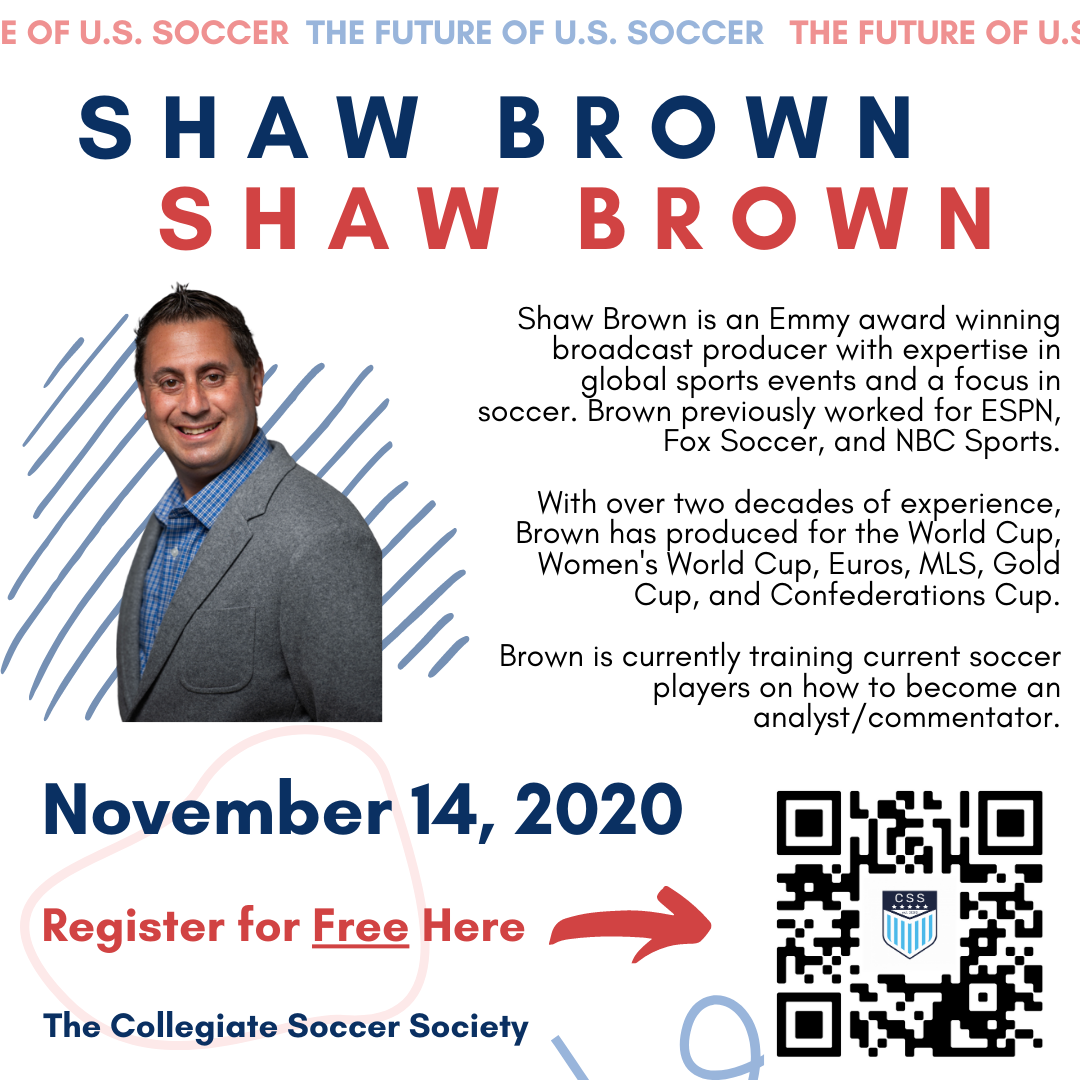 E OF U.S. SOCCER THE FUTURE OF U.S. SOCCER THE FUTURE OF U.S
SHAW BROWN
SHAW BROWN
Shaw Brown is an Emmy award winning
broadcast producer with expertise in
global sports events and a focus in
soccer. Brown previously worked for ESPN,
Fox Soccer, and NBC Sports.
With over two decades of experience,
Brown has produced for the World Cup,
Women's World Cup, Euros, MLS, Gold
Cup, and Confederations Cup.
Brown is currently training current soccer
players on how to become an
analyst/commentator.
November 14, 2020
Register for Free Here
CSS
The Collegiate Soccer Society